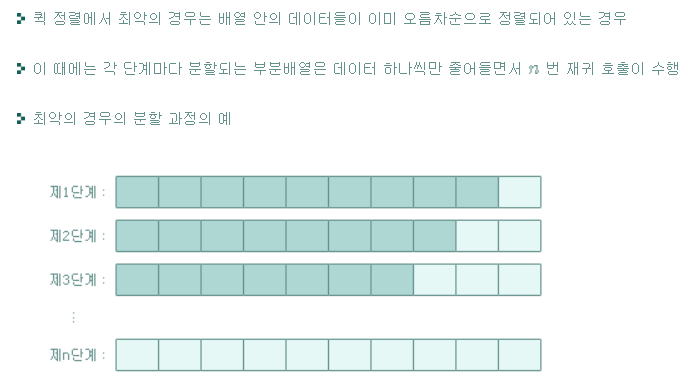 퀵 정렬에서 최악의 경우는 배열 안의 데이터들이 이미 오름차순으로 정렬되어 있는 경우
이 때에는 각 단계마다 분할되는 부분배열은 데이터 하나씩만 줄어들면서 n 번 재귀 호출이 수행
최악의 경우의 분할 과정의 예
제1단계 :
제2단계 :
제3단계 :
⋮
제n단계 :